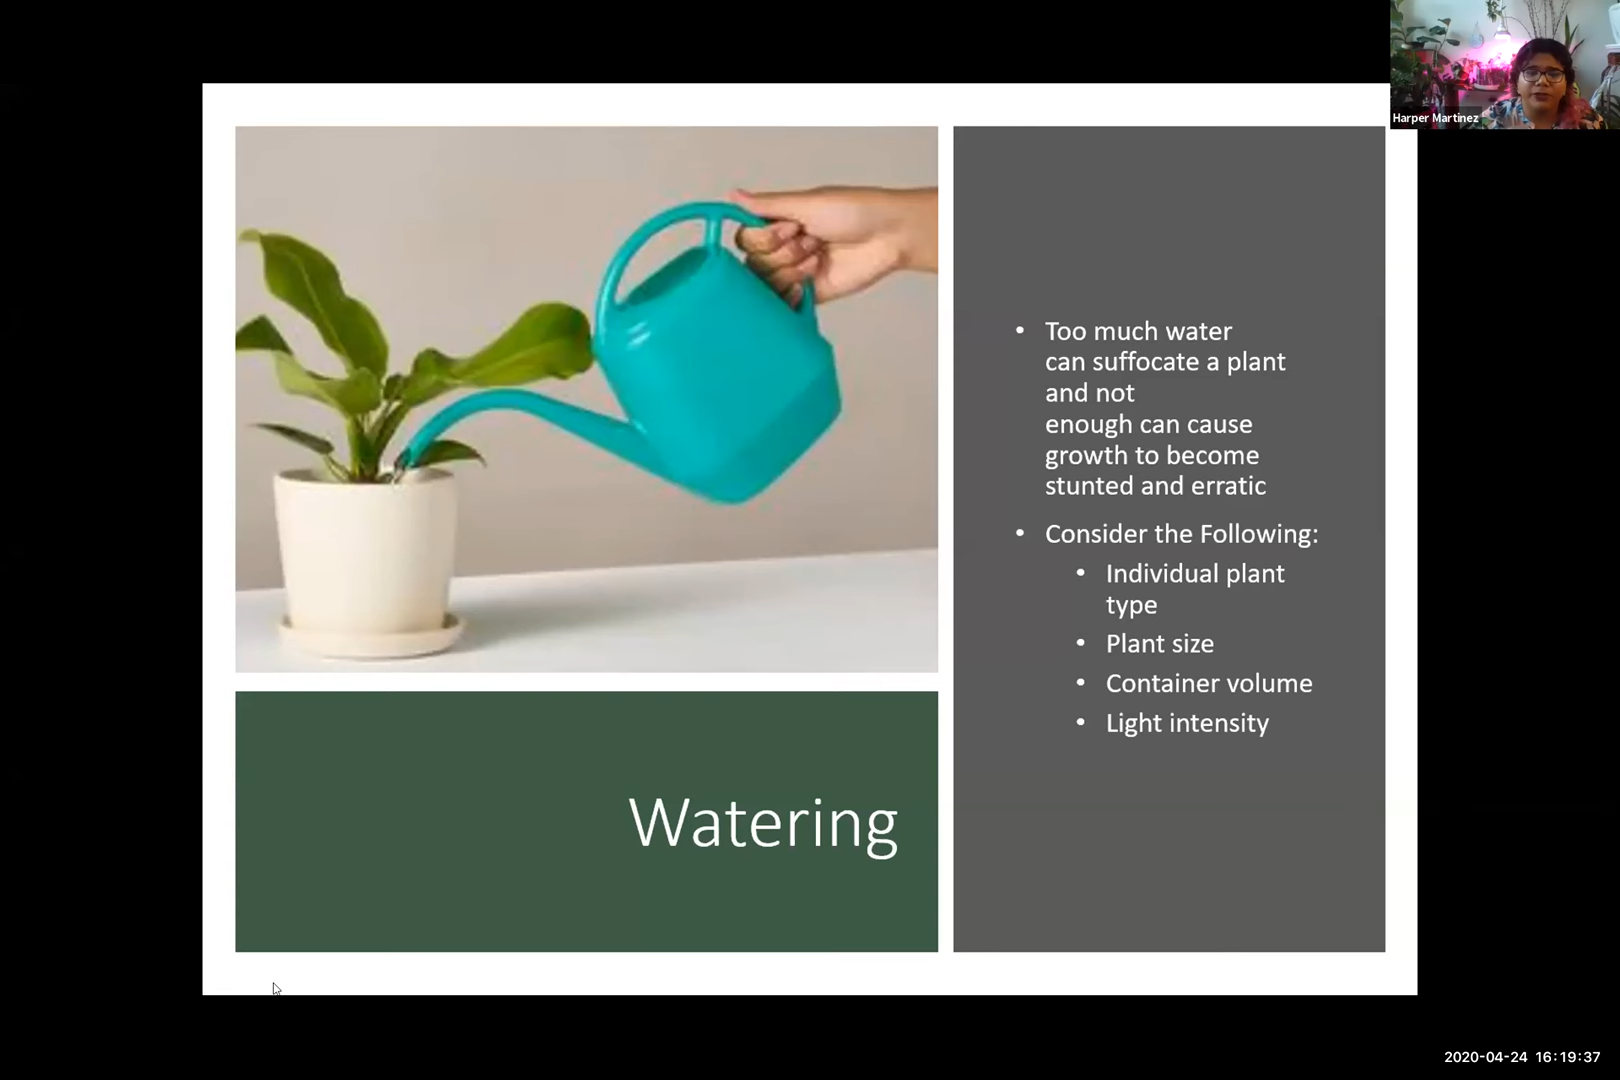 Harper Martinez
• Too much water
can suffocate a plant
and not
enough can cause
growth to become
stunted and erratic
• Consider the Following:
• Individual plant
type
• Plant size
• Container volume
• Light intensity
Watering
2020-04-24 16:19:37